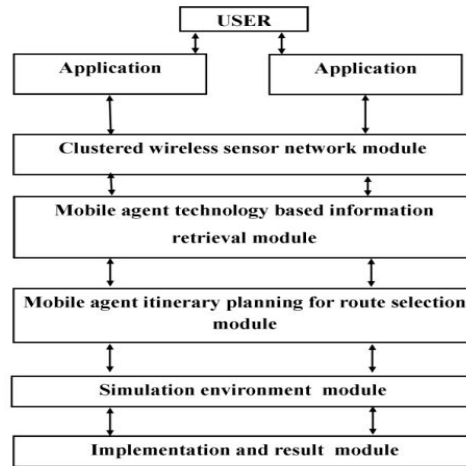 USER
Application
Application
Clustered wireless sensor network module
Mobile agent technology based information
retrieval module
Mobile agent itinerary planning for route selection
module
Simulation environment module
Implementation and result module